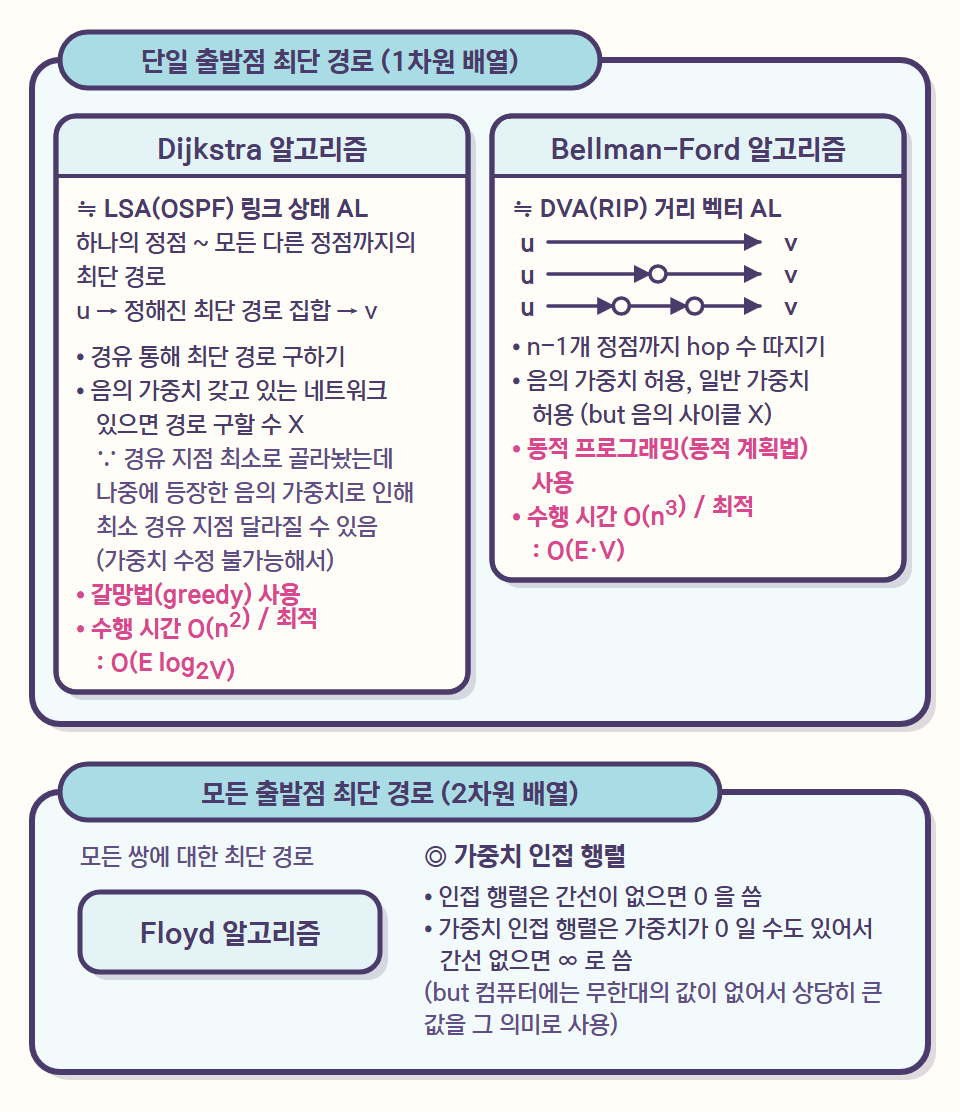 단일 출발점 최단 경로 (1차원 배열)
Dijkstra 알고리즘
≒ LSA(OSPF) 링크 상태 AL
하나의 정점 ~ 모든 다른 정점까지의
최단 경로
u → 정해진 최단 경로 집합 → v
• 경유 통해 최단 경로 구하기
• 음의 가중치 갖고 있는 네트워크
있으면 경로 구할 수 X
∵ 경유 지점 최소로 골라놨는데
나중에 등장한 음의 가중치로 인해
최소 경유 지점 달라질 수 있음
(가중치 수정 불가능해서)
• 갈망법(greedy) 사용
• 수행 시간 O(n²) / 최적
: O(E log₂V)
Bellman-Ford 알고리즘
≒ DVA(RIP) 거리 벡터 AL
u v
u v
u v
• n-1개 정점까지 hop 수 따지기
• 음의 가중치 허용, 일반 가중치
허용 (but 음의 사이클 X)
• 동적 프로그래밍(동적 계획법)
사용
• 수행 시간 O(n³) / 최적
: O(E·V)
모든 출발점 최단 경로 (2차원 배열)
모든 쌍에 대한 최단 경로
Floyd 알고리즘
◎ 가중치 인접 행렬
• 인접 행렬은 간선이 없으면 0 을 씀
• 가중치 인접 행렬은 가중치가 0 일 수도 있어서
간선 없으면 ∞ 로 씀
(but 컴퓨터에는 무한대의 값이 없어서 상당히 큰
값을 그 의미로 사용)